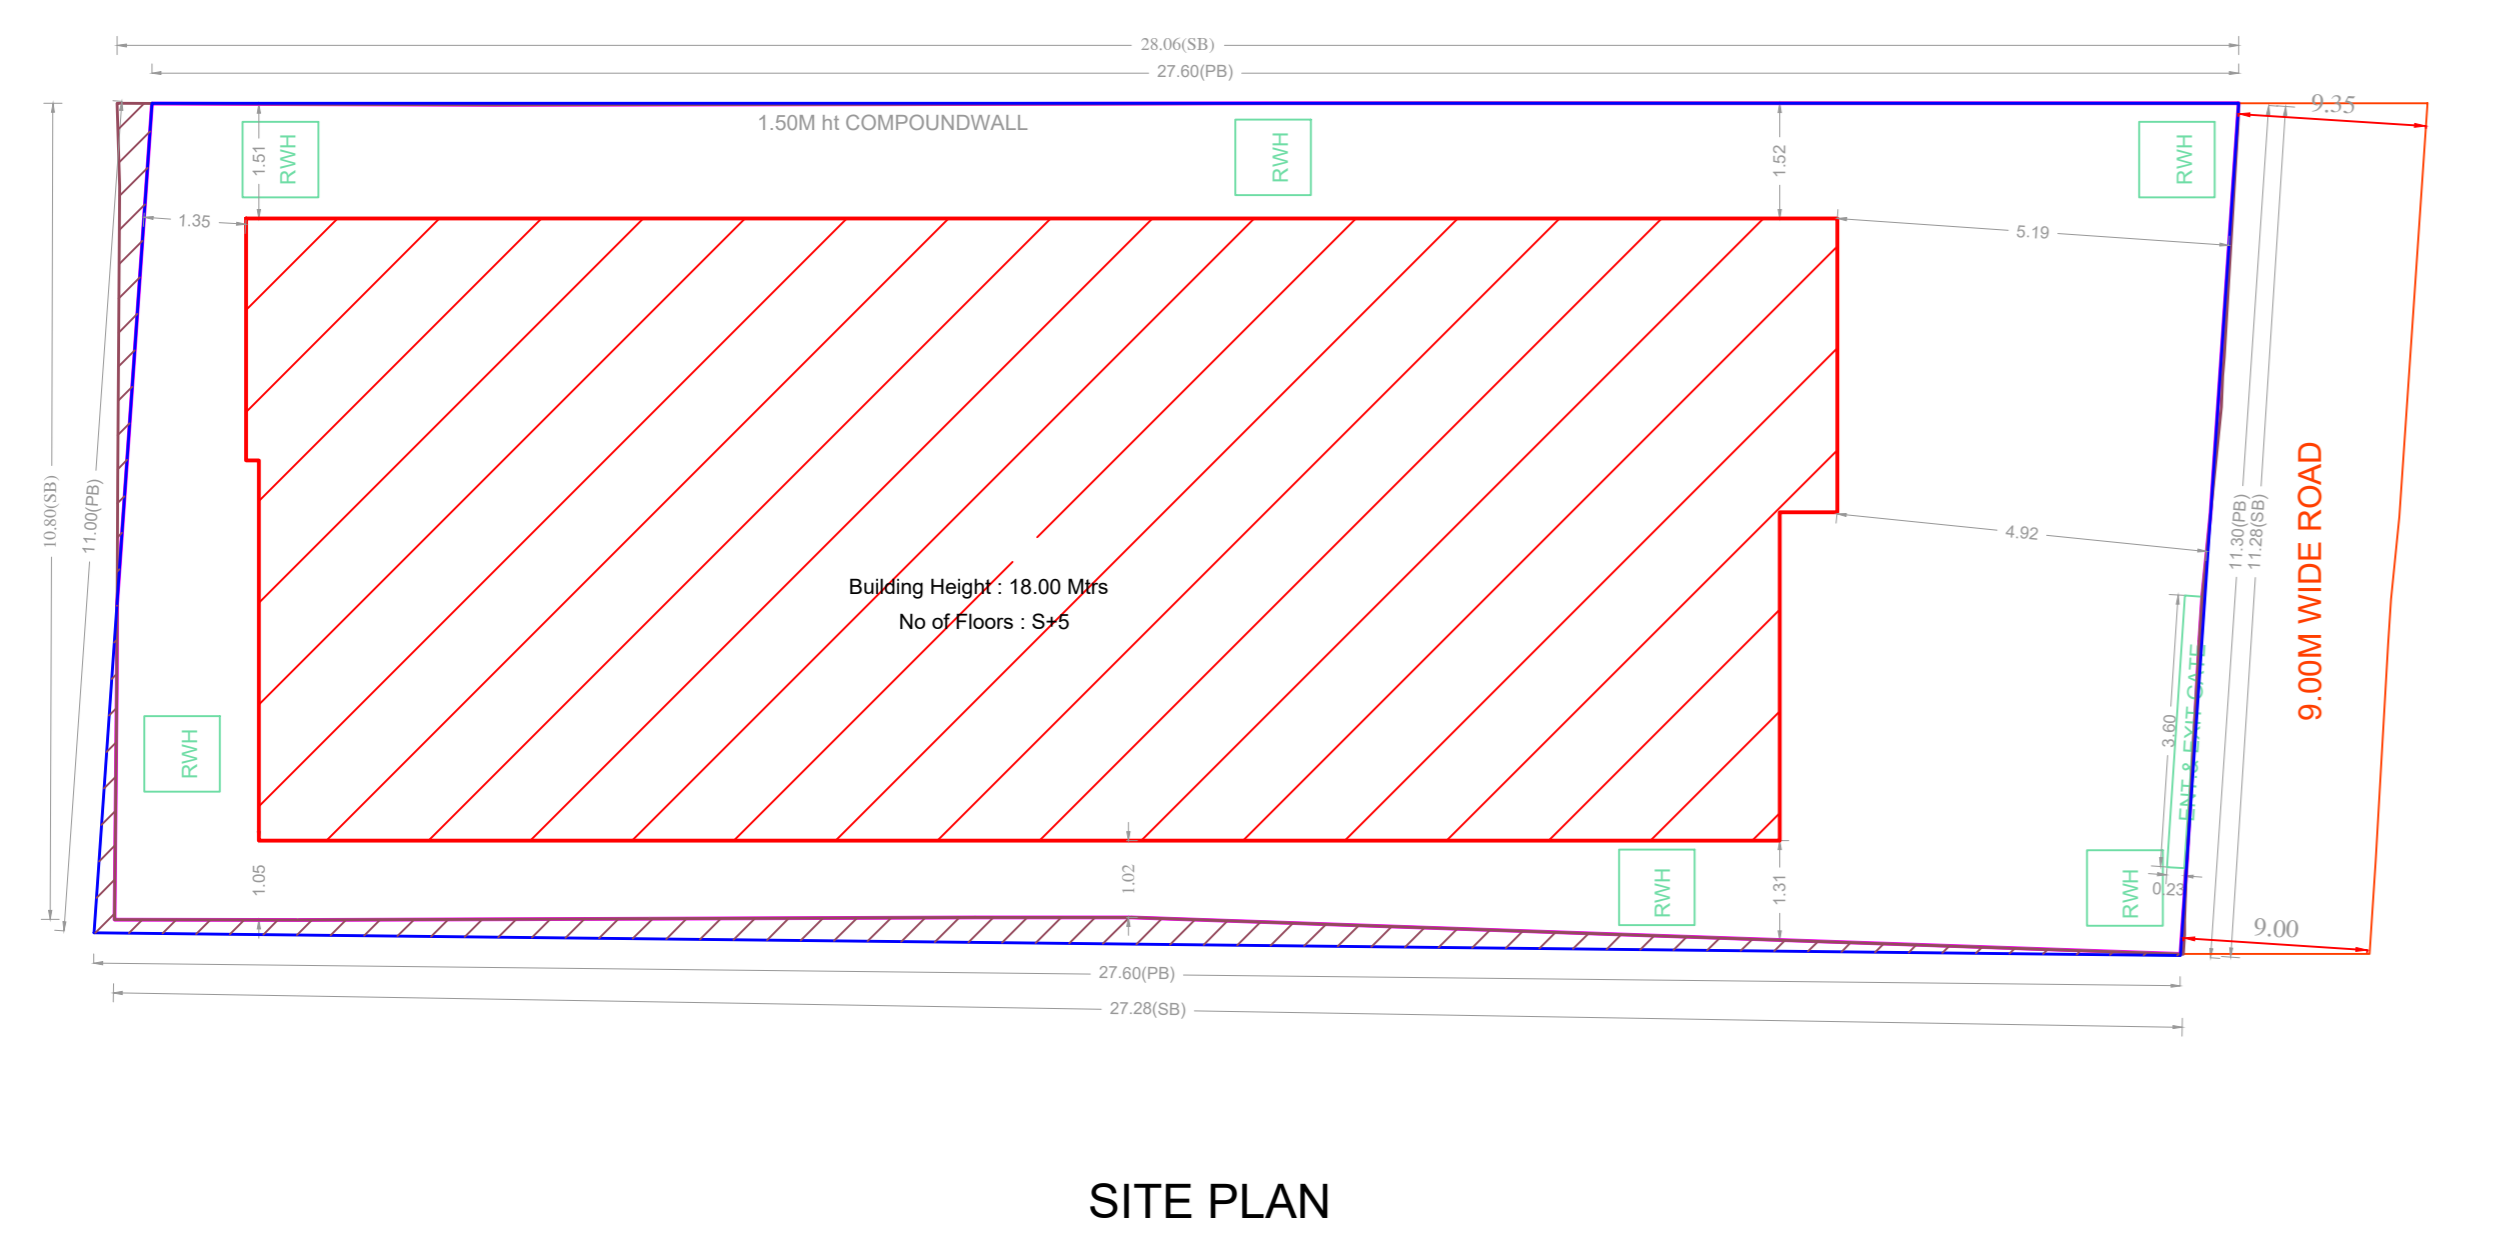 28.06(SB)
27.60(PB)
9.35
1.50M ht COMPOUNDWALL
RWH
1.51
RWH
1.52
RWH
1.35
5.19
10.80(SB)
11.00(PB)
4.92
11.30(PB)
11.28(SB)
9.00M WIDE ROAD
Building Height : 18.00 Mtrs
No of Floors : S+5
3.60
ENT.& EXIT GATE
RWH
1.05
1.02
RWH
1.31
RWH
0.23
9.00
27.60(PB)
27.28(SB)
SITE PLAN